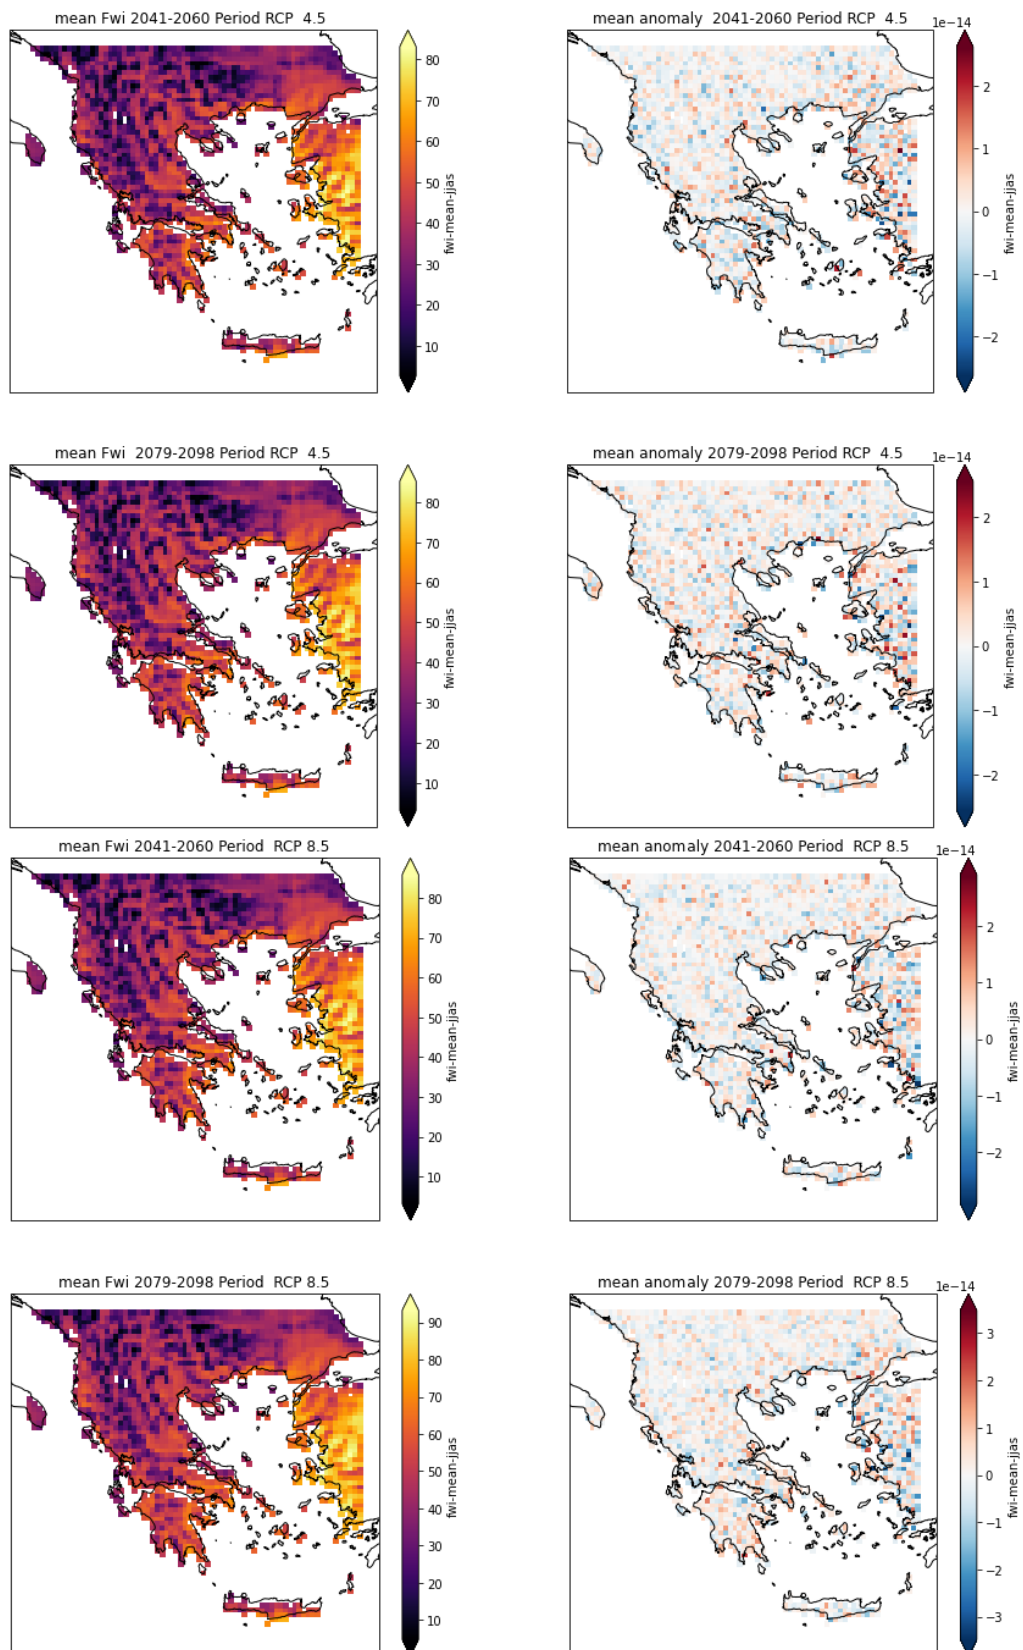 mean Fwi 2041-2060 Period RCP  4.5
80
70
60
50
40
30
20
10
fwi-mean-jjas
mean anomaly  2041-2060 Period RCP  4.5
1e−14
2
1
0
−1
−2
fwi-mean-jjas
mean Fwi  2079-2098 Period RCP  4.5
80
70
60
50
40
30
20
10
fwi-mean-jjas
mean anomaly 2079-2098 Period RCP  4.5
1e−14
2
1
0
−1
−2
fwi-mean-jjas
mean Fwi 2041-2060 Period  RCP 8.5
80
70
60
50
40
30
20
10
fwi-mean-jjas
mean anomaly 2041-2060 Period  RCP 8.5
1e−14
2
1
0
−1
−2
fwi-mean-jjas
mean Fwi 2079-2098 Period  RCP 8.5
90
80
70
60
50
40
30
20
10
fwi-mean-jjas
mean anomaly 2079-2098 Period  RCP 8.5
1e−14
3
2
1
0
−1
−2
−3
fwi-mean-jjas